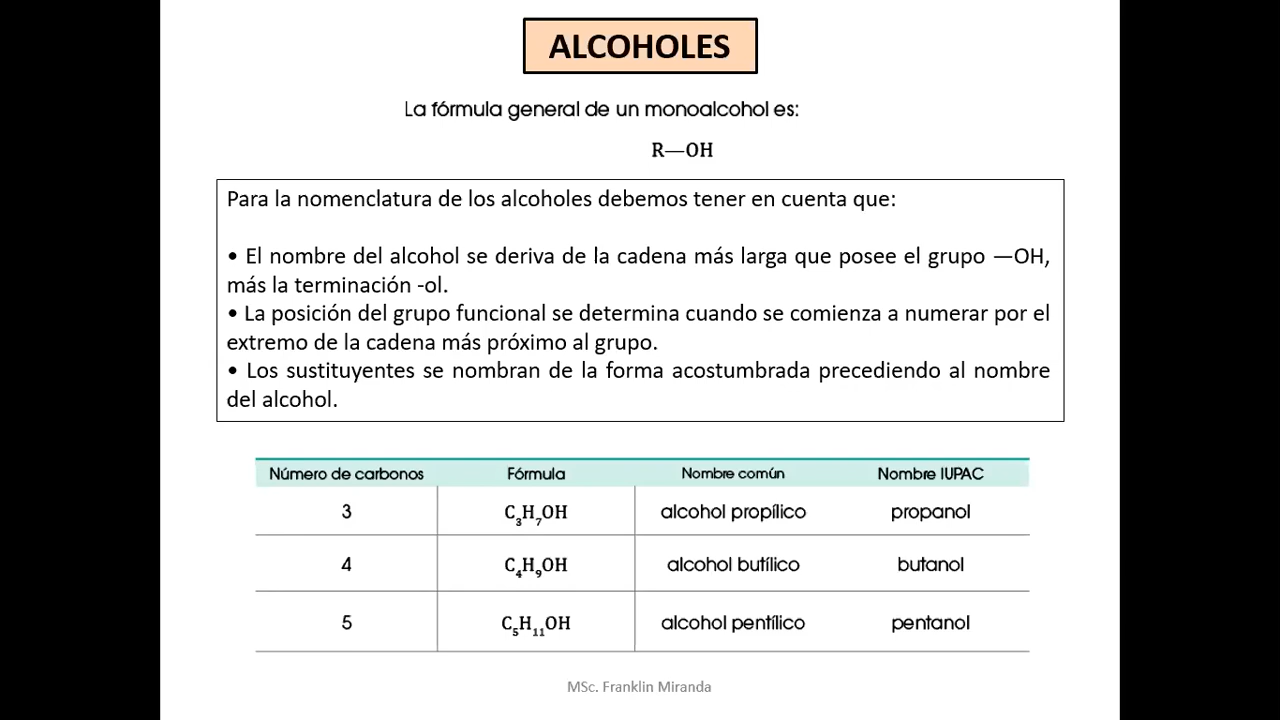 ALCOHOLES
La fórmula general de un monoalcohol es:
R—OH
Para la nomenclatura de los alcoholes debemos tener en cuenta que:
• El nombre del alcohol se deriva de la cadena más larga que posee el grupo —OH,
más la terminación -ol.
• La posición del grupo funcional se determina cuando se comienza a numerar por el
extremo de la cadena más próximo al grupo.
• Los sustituyentes se nombran de la forma acostumbrada precediendo al nombre
del alcohol.
Número de carbonos Fórmula Nombre común Nombre IUPAC
3 C₃H₇OH alcohol propílico propanol
4 C₄H₉OH alcohol butílico butanol
5 C₅H₁₁OH alcohol pentílico pentanol
MSc. Franklin Miranda